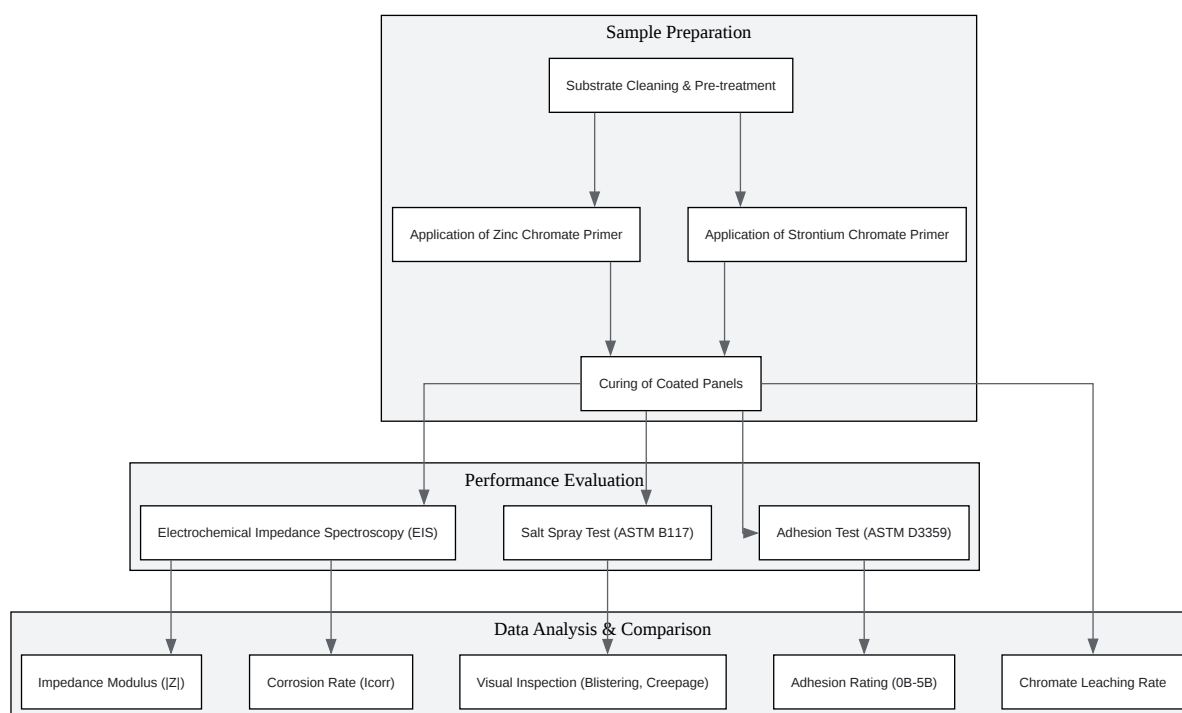 Sample Preparation
Substrate Cleaning & Pre-treatment
Application of Zinc Chromate Primer
Application of Strontium Chromate Primer
Curing of Coated Panels
Performance Evaluation
Electrochemical Impedance Spectroscopy (EIS)
Salt Spray Test (ASTM B117)
Adhesion Test (ASTM D3359)
Data Analysis & Comparison
Impedance Modulus (|Z|)
Corrosion Rate (Icorr)
Visual Inspection (Blistering, Creepage)
Adhesion Rating (0B-5B)
Chromate Leaching Rate